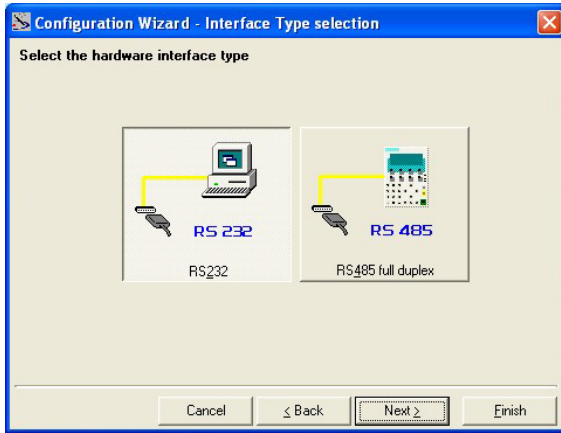 Configuration Wizard - Interface Type selection
Select the hardware interface type
RS 232
RS 485
RS232
RS485 full duplex
Cancel
< Back
Next >
Finish